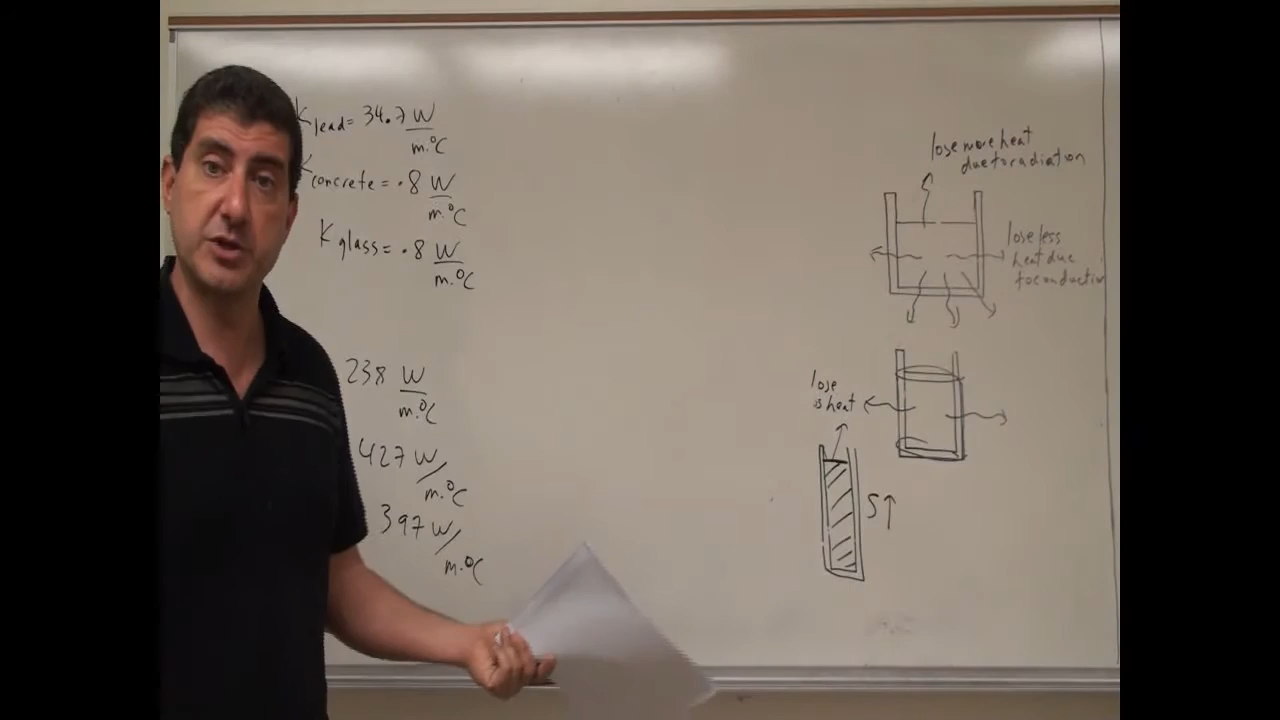 K lead = 34.7 W
m.°C
K concrete = .8 W
m.°C
K glass = .8 W
m.°C
238 W
m.°C
427 W/
m.°C
397 W/
m.°C
lose more heat
due to radiation
lose less
heat due
to conduction
lose
heat
S↑